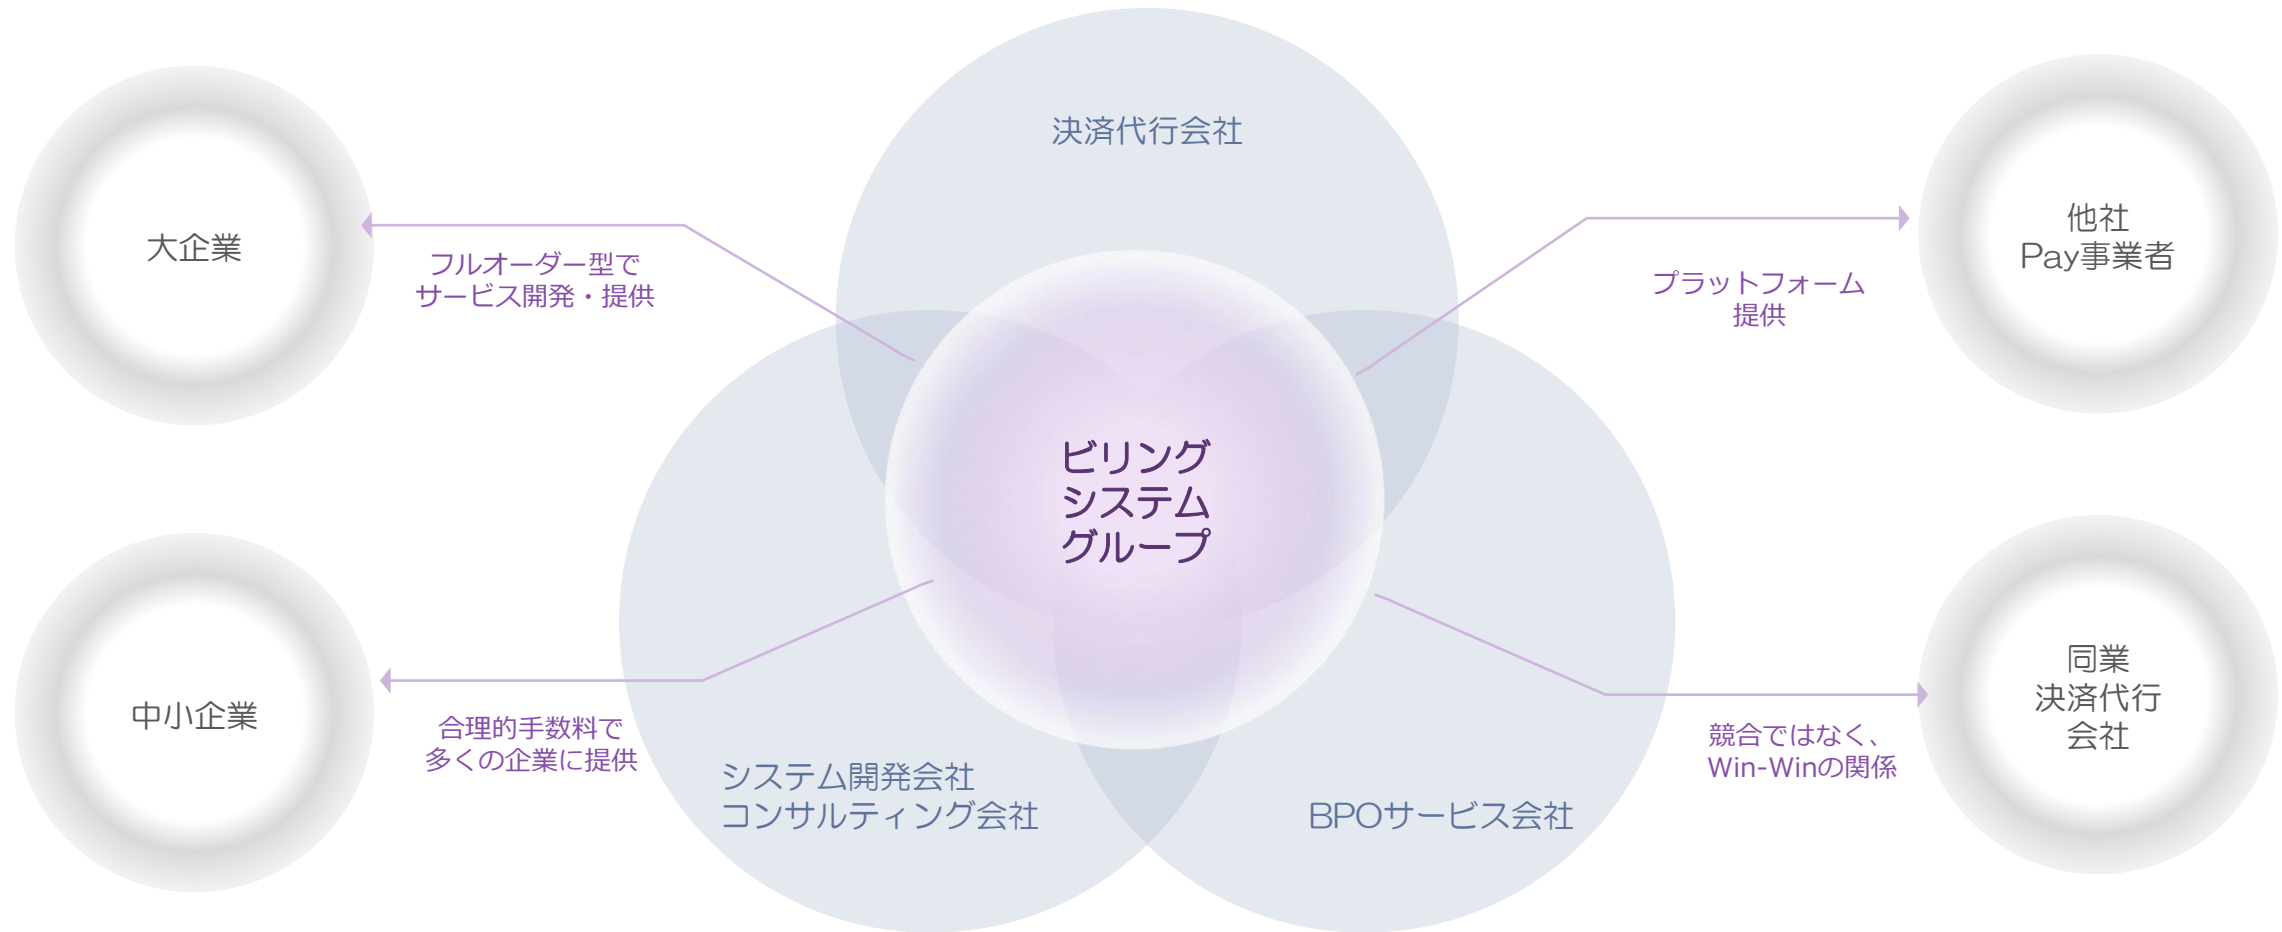 決済代行会社
大企業
フルオーダー型で
サービス開発・提供
他社
Pay事業者
プラットフォーム
提供
ビリング
システム
グループ
中小企業
合理的手数料で
多くの企業に提供
システム開発会社
コンサルティング会社
BPOサービス会社
競合ではなく、
Win-Winの関係
同業
決済代行
会社